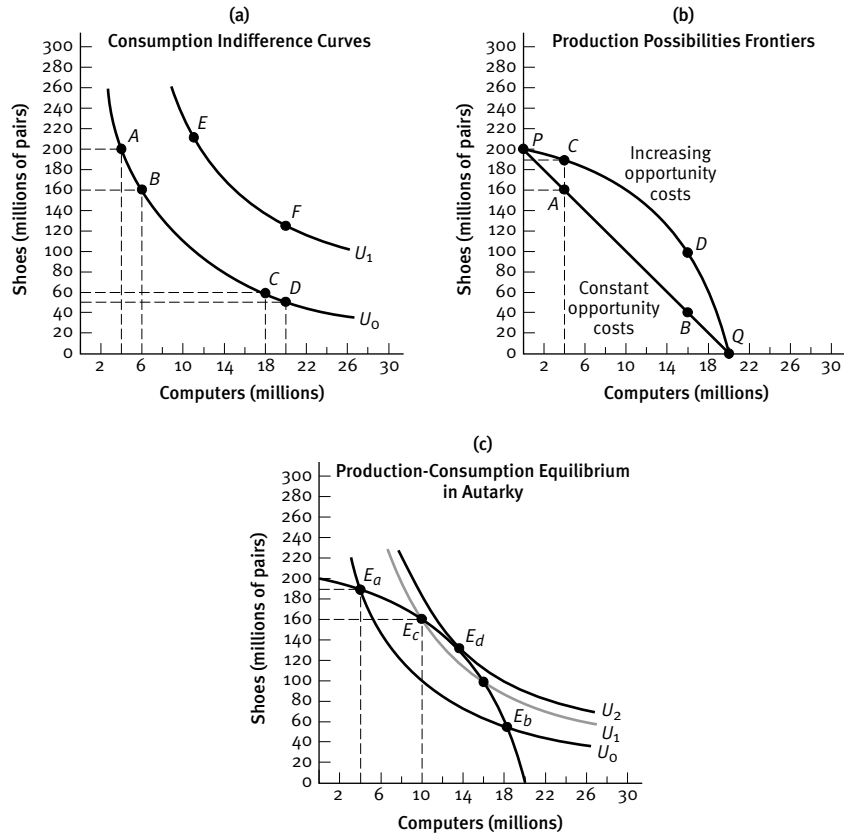 (a)
Consumption Indifference Curves
Shoes (millions of pairs)
300
280
260
240
220
200
180
160
140
120
100
80
60
40
20
0
A
B
E
F
C
D
U1
U0
2 6 10 14 18 22 26 30
Computers (millions)
(b)
Production Possibilities Frontiers
Shoes (millions of pairs)
300
280
260
240
220
200
180
160
140
120
100
80
60
40
20
0
P
C
A
Increasing
opportunity
costs
D
Constant
opportunity
costs
B
Q
2 6 10 14 18 22 26 30
Computers (millions)
(c)
Production-Consumption Equilibrium
in Autarky
Shoes (millions of pairs)
300
280
260
240
220
200
180
160
140
120
100
80
60
40
20
0
Ea
Ec
Ed
Eb
U2
U1
U0
2 6 10 14 18 22 26 30
Computers (millions)